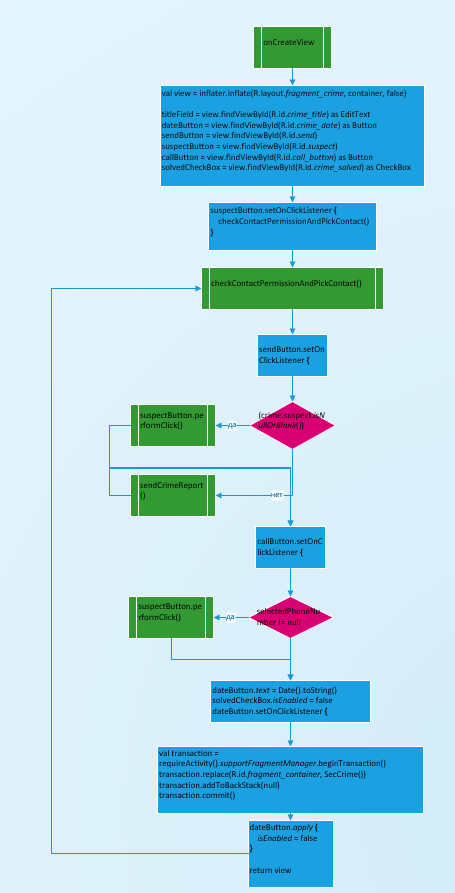 onCreateView
val view = inflater.inflate(R.layout.fragment_crime, container, false)
titleField = view.findViewById(R.id.crime_title) as EditText
dateButton = view.findViewById(R.id.crime_date) as Button
sendButton = view.findViewById(R.id.send)
suspectButton = view.findViewById(R.id.suspect)
callButton = view.findViewById(R.id.call_button) as Button
solvedCheckBox = view.findViewById(R.id.crime_solved) as CheckBox
suspectButton.setOnClickListener {
checkContactPermissionAndPickContact()
}
checkContactPermissionAndPickContact()
sendButton.setOn
ClickListener {
suspectButton.pe
rformClick()
да
(crime.suspect.isN
ullOrBlank())
sendCrimeReport
()
нет
callButton.setOnC
lickListener {
suspectButton.pe
rformClick()
да
selectedPhoneNu
mber != null
dateButton.text = Date().toString()
solvedCheckBox.isEnabled = false
dateButton.setOnClickListener {
val transaction =
requireActivity().supportFragmentManager.beginTransaction()
transaction.replace(R.id.fragment_container, SecCrime())
transaction.addToBackStack(null)
transaction.commit()
dateButton.apply {
isEnabled = false
}
return view